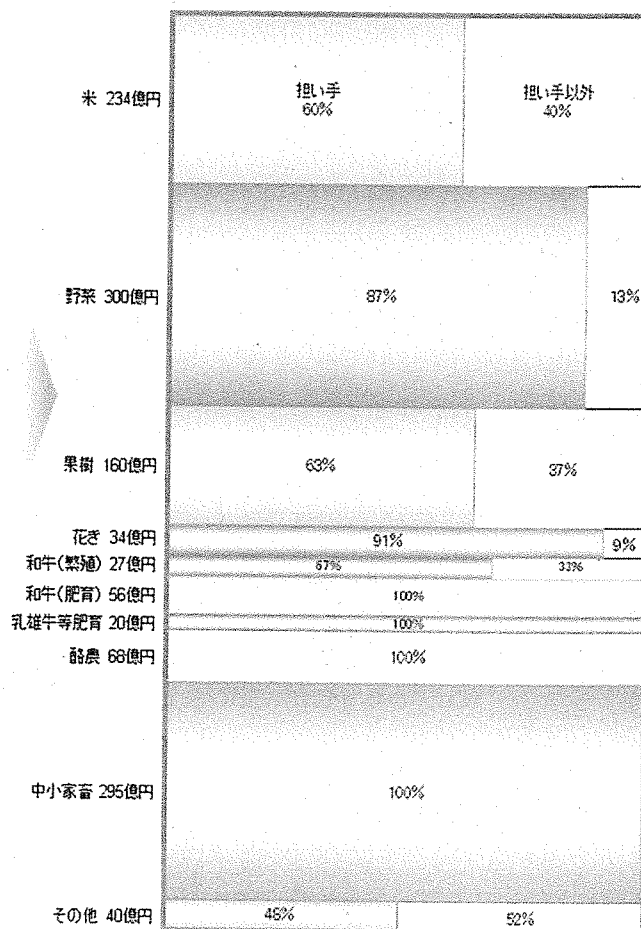 担い手 担い手以外
米 234億円 60% 40%
野菜 300億円 87% 13%
果樹 160億円 63% 37%
花き 34億円 91% 9%
和牛(繁殖) 27億円 67% 33%
和牛(肥育) 56億円 100%
乳雄牛等肥育 20億円 100%
酪農 68億円 100%
中小家畜 295億円 100%
その他 40億円 48% 52%